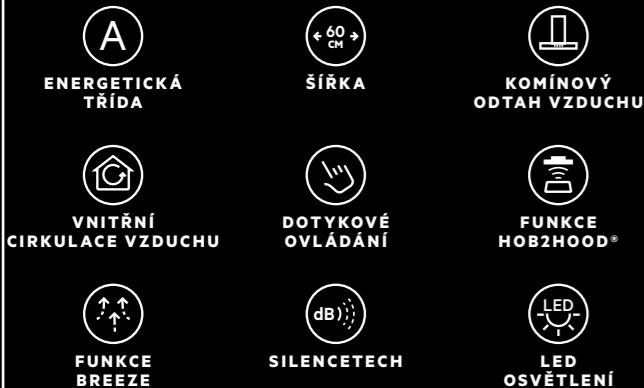 A
ENERGETICKÁ
TŘÍDA
60
CM
ŠÍŘKA
KOMÍNOVÝ
ODTAH VZDUCHU
VNITŘNÍ
CIRKULACE VZDUCHU
DOTYKOVÉ
OVLÁDÁNÍ
FUNKCE
HOB2HOOD®
FUNKCE
BREEZE
dB
SILENCETECH
LED
LED
OSVĚTLENÍ